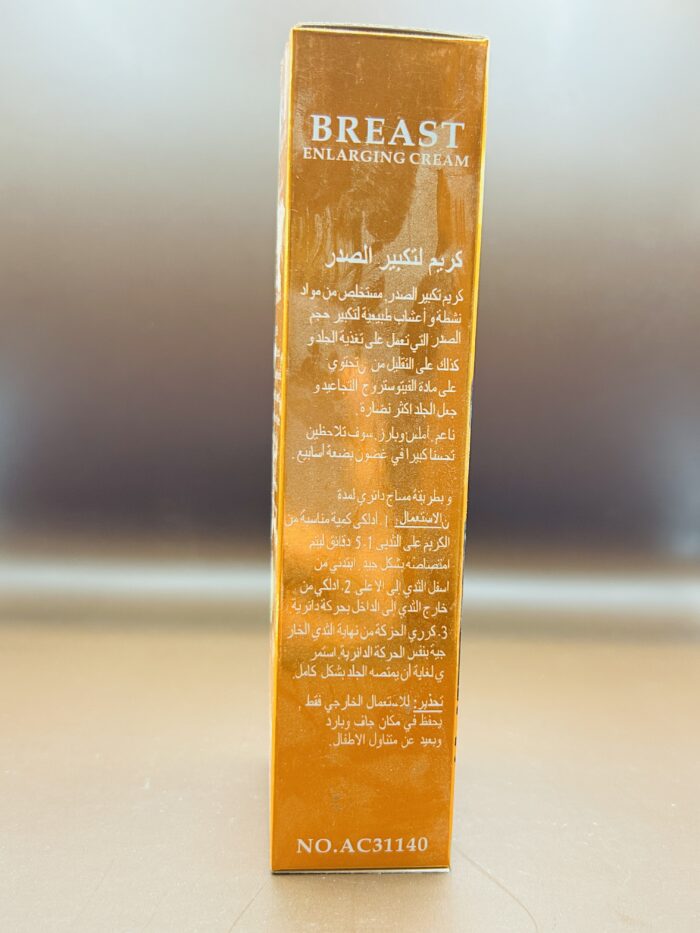 BREAST
ENLARGING CREAM
كريم لتكبير الصدر
كريم تكبير الصدر. مستخلص من مواد
نشطة و أعشاب طبيعية لتكبير حجم
الصدر التي تعمل على تغذية الجلد و
كذلك على التقليل من تحتوي
على مادة الفيتوستروج التجاعيد و
جعل الجلد اكثر نضارة.
ناعم. أملس وبارز. سوف تلاحظين
تحسنا كبيرا في غضون بضعة أسابيع.
و بطريقة مساج دائري لمدة
ن الاستعمال: 1. أدلكى كمية مناسبة من
الكريم على الثديى 1-5 دقائق ليتم
امتصاصه بشكل جيد. ابتدئي من
اسفل الثدي إلى الأعلى 2. ادلكي من
خارج الثدي إلى الداخل بحركة دائرية
3. كرري الحركة من نهاية الثدي الخار
جية بنفس الحركة الدائرية. استمر
ي لغاية أن يمتصه الجلد بشكل كامل.
تحذير: للاستعمال الخارجي فقط.
يحفظ في مكان جاف وبارد
وبعيد عن متناول الاطفال.
NO.AC31140